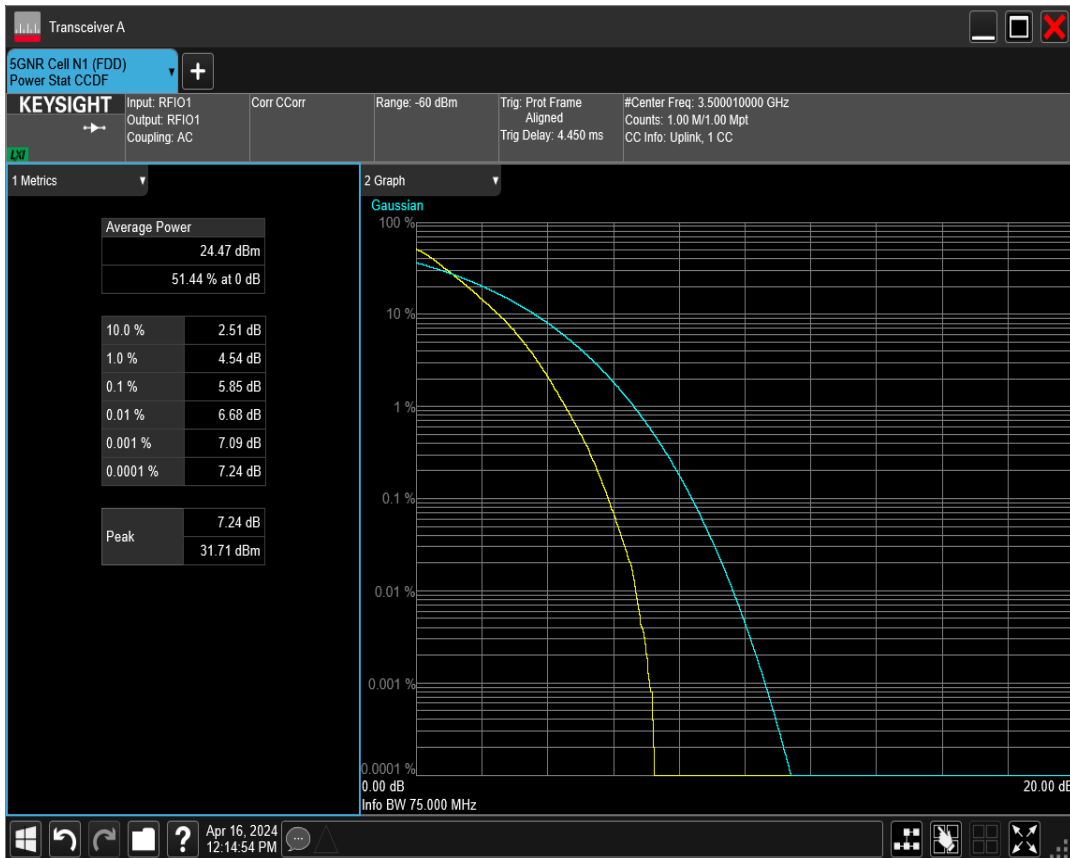 Transceiver A
5GNR Cell N1 (FDD)
Power Stat CCDF
+
KEYSIGHT
LXI
Input: RFIO1
Output: RFIO1
Coupling: AC
Corr CCorr
Range: -60 dBm
Trig: Prot Frame
Aligned
Trig Delay: 4.450 ms
#Center Freq: 3.500010000 GHz
Counts: 1.00 M/1.00 Mpt
CC Info: Uplink, 1 CC
1 Metrics
Average Power
24.47 dBm
51.44 % at 0 dB
10.0 % 2.51 dB
1.0 % 4.54 dB
0.1 % 5.85 dB
0.01 % 6.68 dB
0.001 % 7.09 dB
0.0001 % 7.24 dB
Peak
7.24 dB
31.71 dBm
2 Graph
Gaussian
100 %
10 %
1 %
0.1 %
0.01 %
0.001 %
0.0001 %
0.00 dB 20.00 dB
Info BW 75.000 MHz
?
Apr 16, 2024
12:14:54 PM